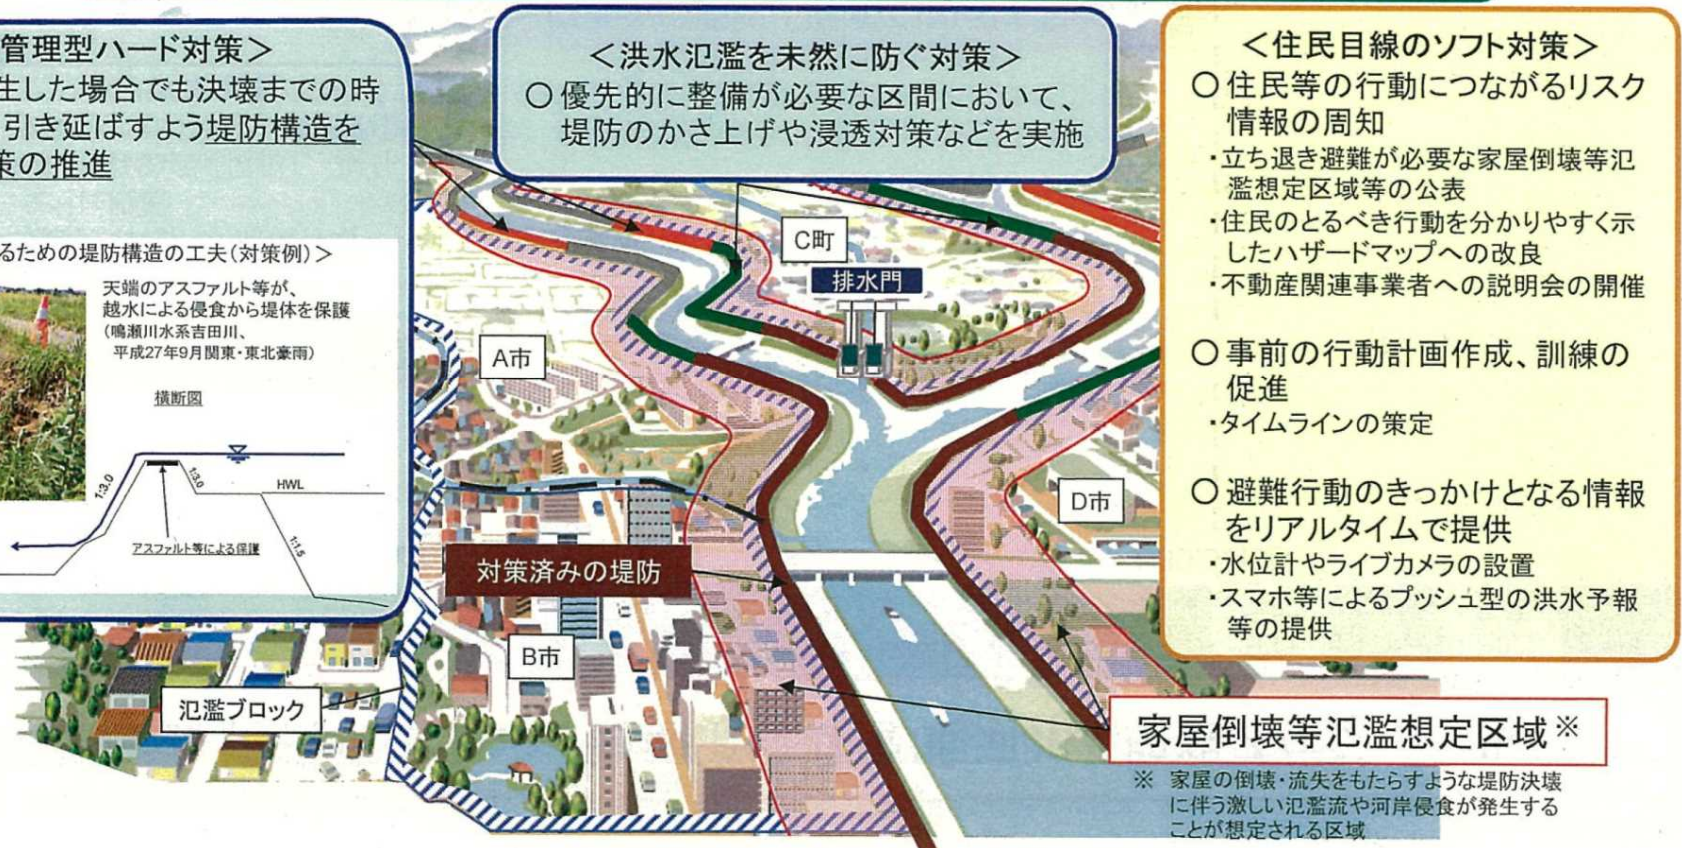 管理型ハード対策＞
生した場合でも決壊までの時
引き延ばすよう堤防構造を
策の推進
るための堤防構造の工夫(対策例)＞
天端のアスファルト等が、
越水による侵食から堤体を保護
(鳴瀬川水系吉田川、
平成27年9月関東・東北豪雨)
横断図
1:3.0
1:3.0
HWL
1:1.5
アスファルト等による保護
＜洪水氾濫を未然に防ぐ対策＞
○優先的に整備が必要な区間において、
堤防のかさ上げや浸透対策などを実施
C町
排水門
A市
D市
対策済みの堤防
B市
氾濫ブロック
＜住民目線のソフト対策＞
○住民等の行動につながるリスク
情報の周知
・立ち退き避難が必要な家屋倒壊等氾
濫想定区域等の公表
・住民のとるべき行動を分かりやすく示
したハザードマップへの改良
・不動産関連事業者への説明会の開催
○事前の行動計画作成、訓練の
促進
・タイムラインの策定
○避難行動のきっかけとなる情報
をリアルタイムで提供
・水位計やライブカメラの設置
・スマホ等によるプッシュ型の洪水予報
等の提供
家屋倒壊等氾濫想定区域※
※ 家屋の倒壊・流失をもたらすような堤防決壊
に伴う激しい氾濫流や河岸侵食が発生する
ことが想定される区域